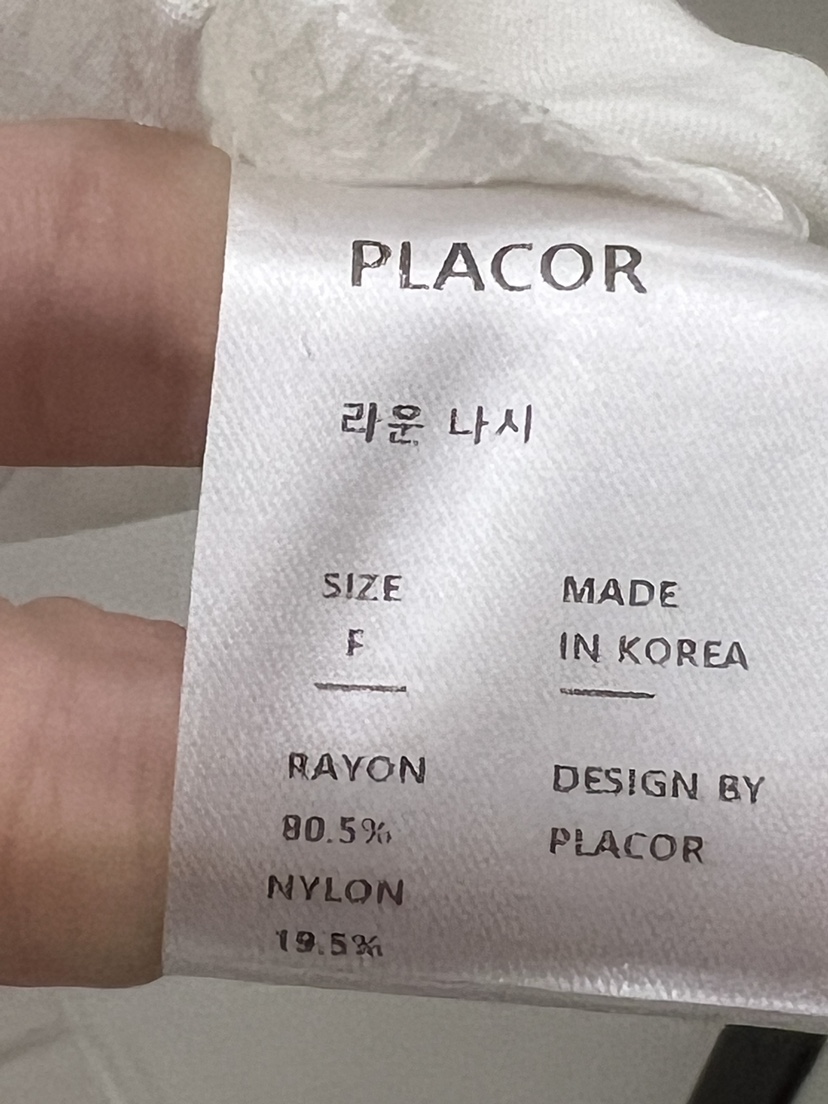 PLACOR
라운 나시
SIZE
F
MADE
IN KOREA
RAYON
80.5%
NYLON
19.5%
DESIGN BY
PLACOR